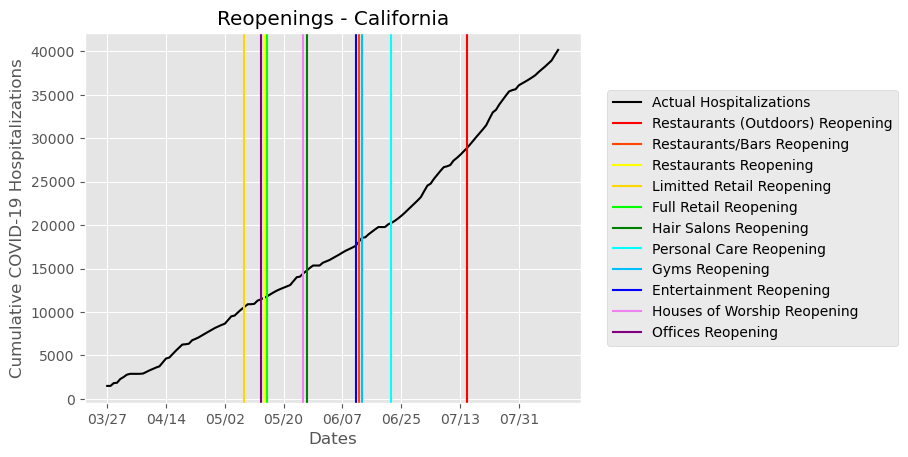 Reopenings - California
Cumulative COVID-19 Hospitalizations
40000
35000
30000
25000
20000
15000
10000
5000
0
03/27 04/14 05/02 05/20 06/07 06/25 07/13 07/31
Dates
Actual Hospitalizations
Restaurants (Outdoors) Reopening
Restaurants/Bars Reopening
Restaurants Reopening
Limitted Retail Reopening
Full Retail Reopening
Hair Salons Reopening
Personal Care Reopening
Gyms Reopening
Entertainment Reopening
Houses of Worship Reopening
Offices Reopening